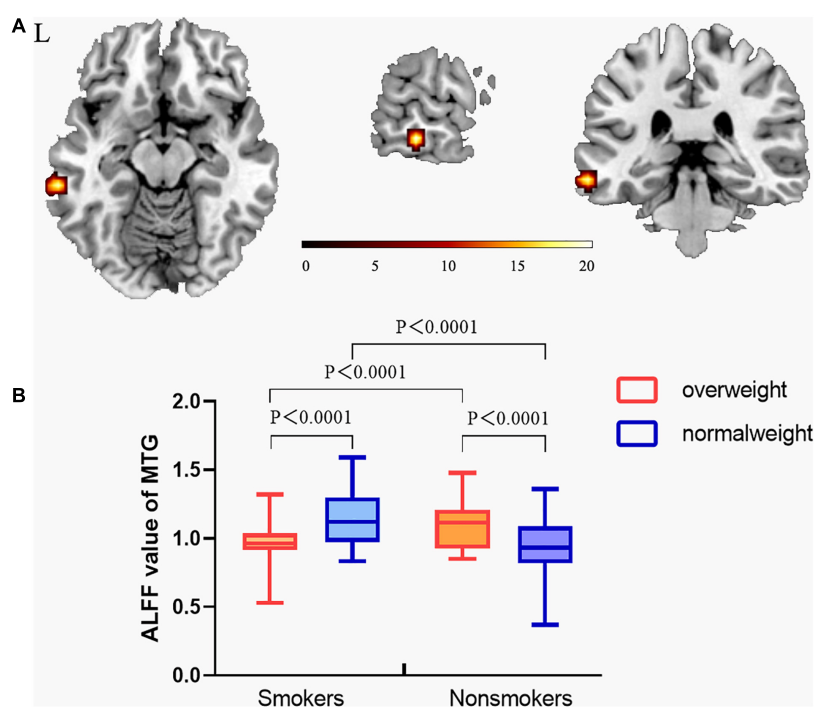 A L
0 5 10 15 20
P<0.0001
P<0.0001
B
P<0.0001 P<0.0001
overweight
normalweight
ALFF value of MTG
2.0
1.5
1.0
0.5
0.0
Smokers Nonsmokers